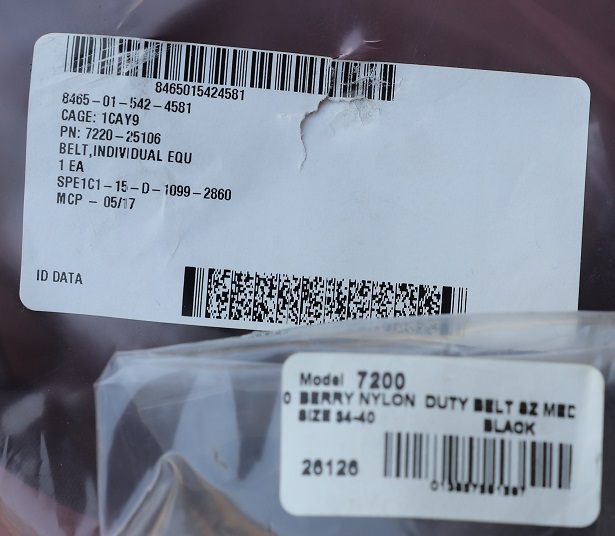 8465015424581
8465-01-542-4581
CAGE: 1CAY9
PN: 7220-25106
BELT,INDIVIDUAL EQU
1 EA
SPE1C1-15-D-1099-2860
MCP - 05/17
ID DATA
Model 7200
0 BERRY NYLON DUTY BELT SZ MED
SIZE 34-40
BLACK
26126